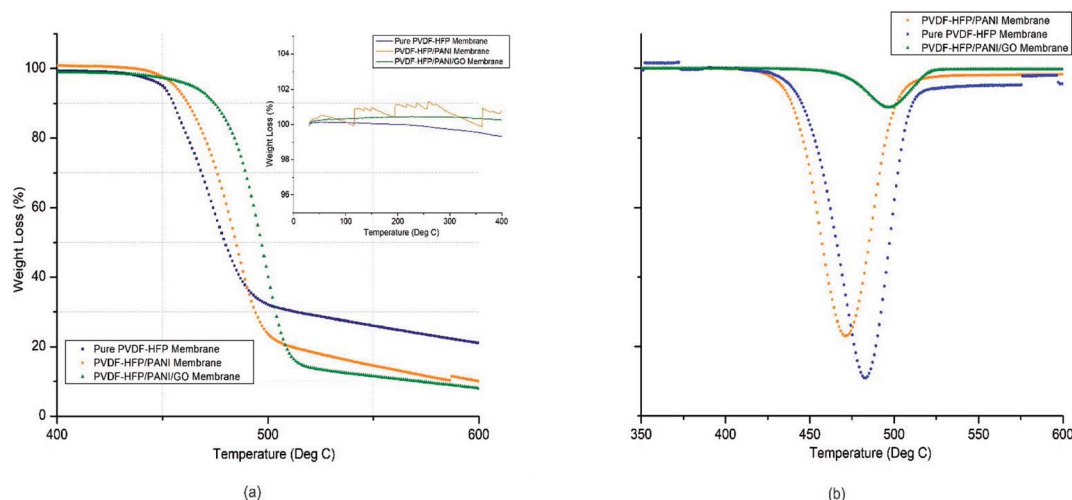 105
104
102
100
98
96
94
Weight Loss (%)
0 100 200 300 400
Temperature (Deg C)
Pure PVDF-HFP Membrane
PVDF-HFP/PANI Membrane
PVDF-HFP/PANI/GO Membrane
100
80
60
40
20
0
Weight Loss (%)
Pure PVDF-HFP Membrane
PVDF-HFP/PANI Membrane
PVDF-HFP/PANI/GO Membrane
400 500 600
Temperature (Deg C)
(a)
PVDF-HFP/PANI Membrane
Pure PVDF-HFP Membrane
PVDF-HFP/PANI/GO Membrane
350 400 450 500 550 600
Temperature (Deg C)
(b)